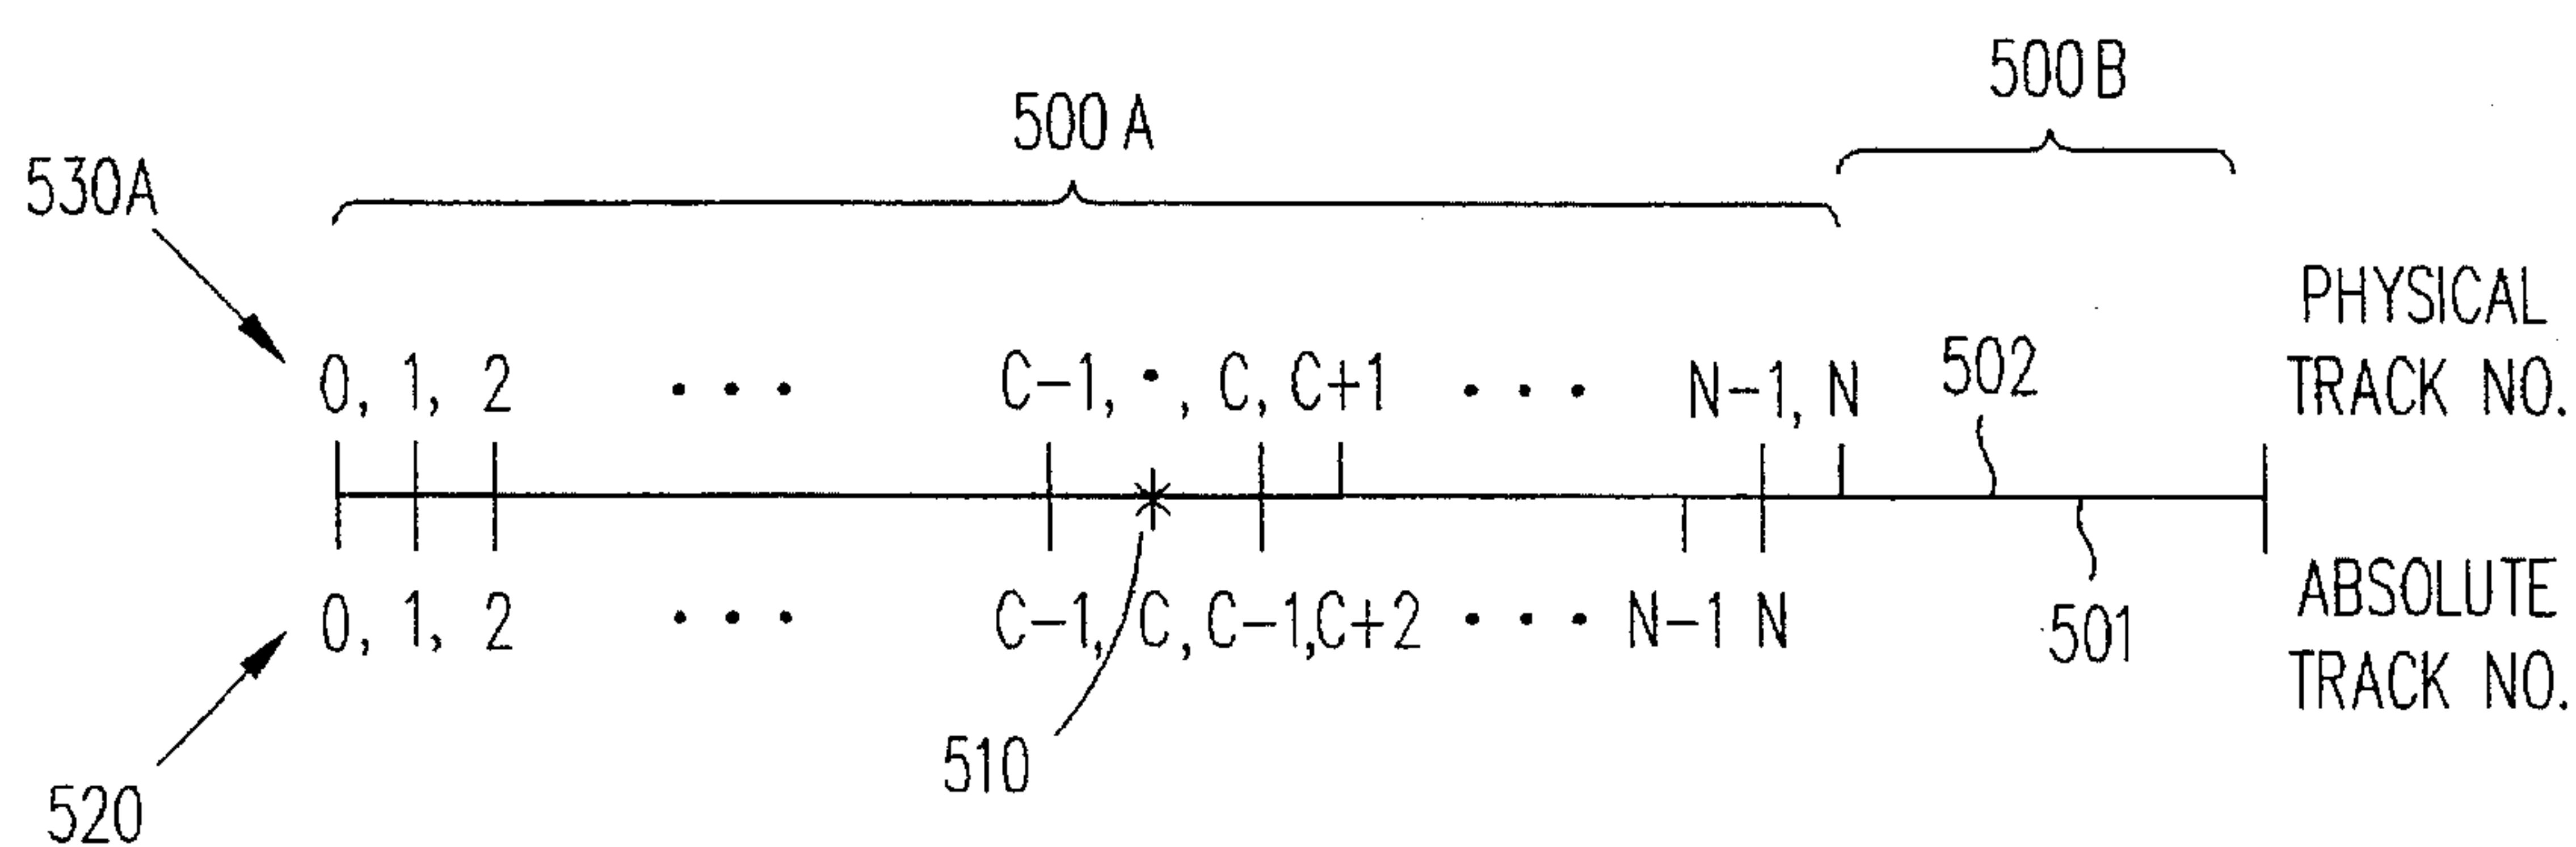 500B
500A
530A
PHYSICAL
TRACK NO.
502
0, 1, 2 • • • C-1, •, C, C+1 • • • N-1, N
0, 1, 2 • • • C-1, C, C-1, C+2 • • • N-1 N
ABSOLUTE
TRACK NO.
501
510
520